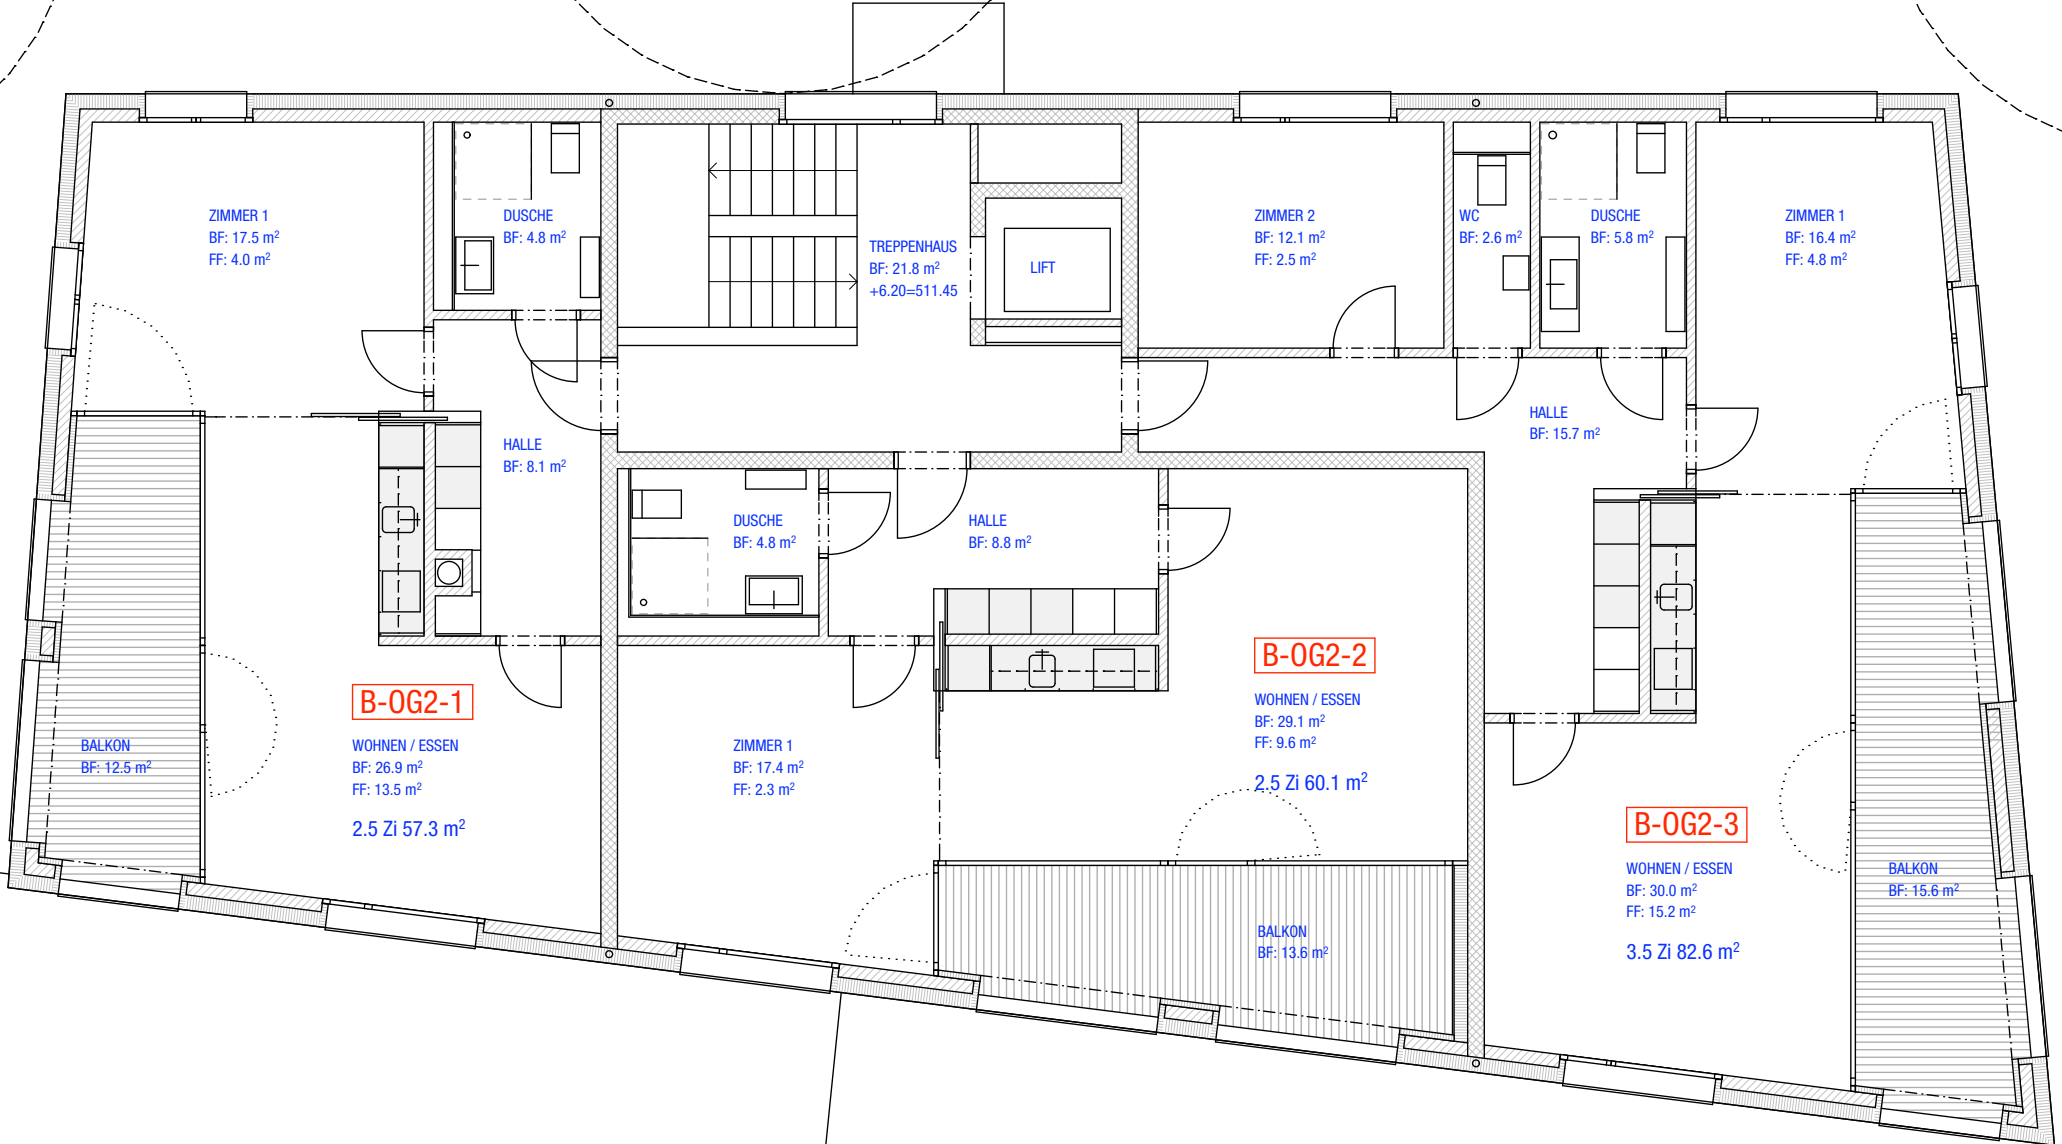 ZIMMER 1
BF: 17.5 m²
FF: 4.0 m²
DUSCHE
BF: 4.8 m²
TREPPENHAUS
BF: 21.8 m²
+6.20=511.45
LIFT
ZIMMER 2
BF: 12.1 m²
FF: 2.5 m²
WC
BF: 2.6 m²
DUSCHE
BF: 5.8 m²
ZIMMER 1
BF: 16.4 m²
FF: 4.8 m²
HALLE
BF: 8.1 m²
HALLE
BF: 15.7 m²
DUSCHE
BF: 4.8 m²
HALLE
BF: 8.8 m²
B-OG2-1
WOHNEN / ESSEN
BF: 26.9 m²
FF: 13.5 m²
2.5 Zi 57.3 m²
BALKON
BF: 12.5 m²
ZIMMER 1
BF: 17.4 m²
FF: 2.3 m²
B-OG2-2
WOHNEN / ESSEN
BF: 29.1 m²
FF: 9.6 m²
2.5 Zi 60.1 m²
BALKON
BF: 13.6 m²
B-OG2-3
WOHNEN / ESSEN
BF: 30.0 m²
FF: 15.2 m²
3.5 Zi 82.6 m²
BALKON
BF: 15.6 m²